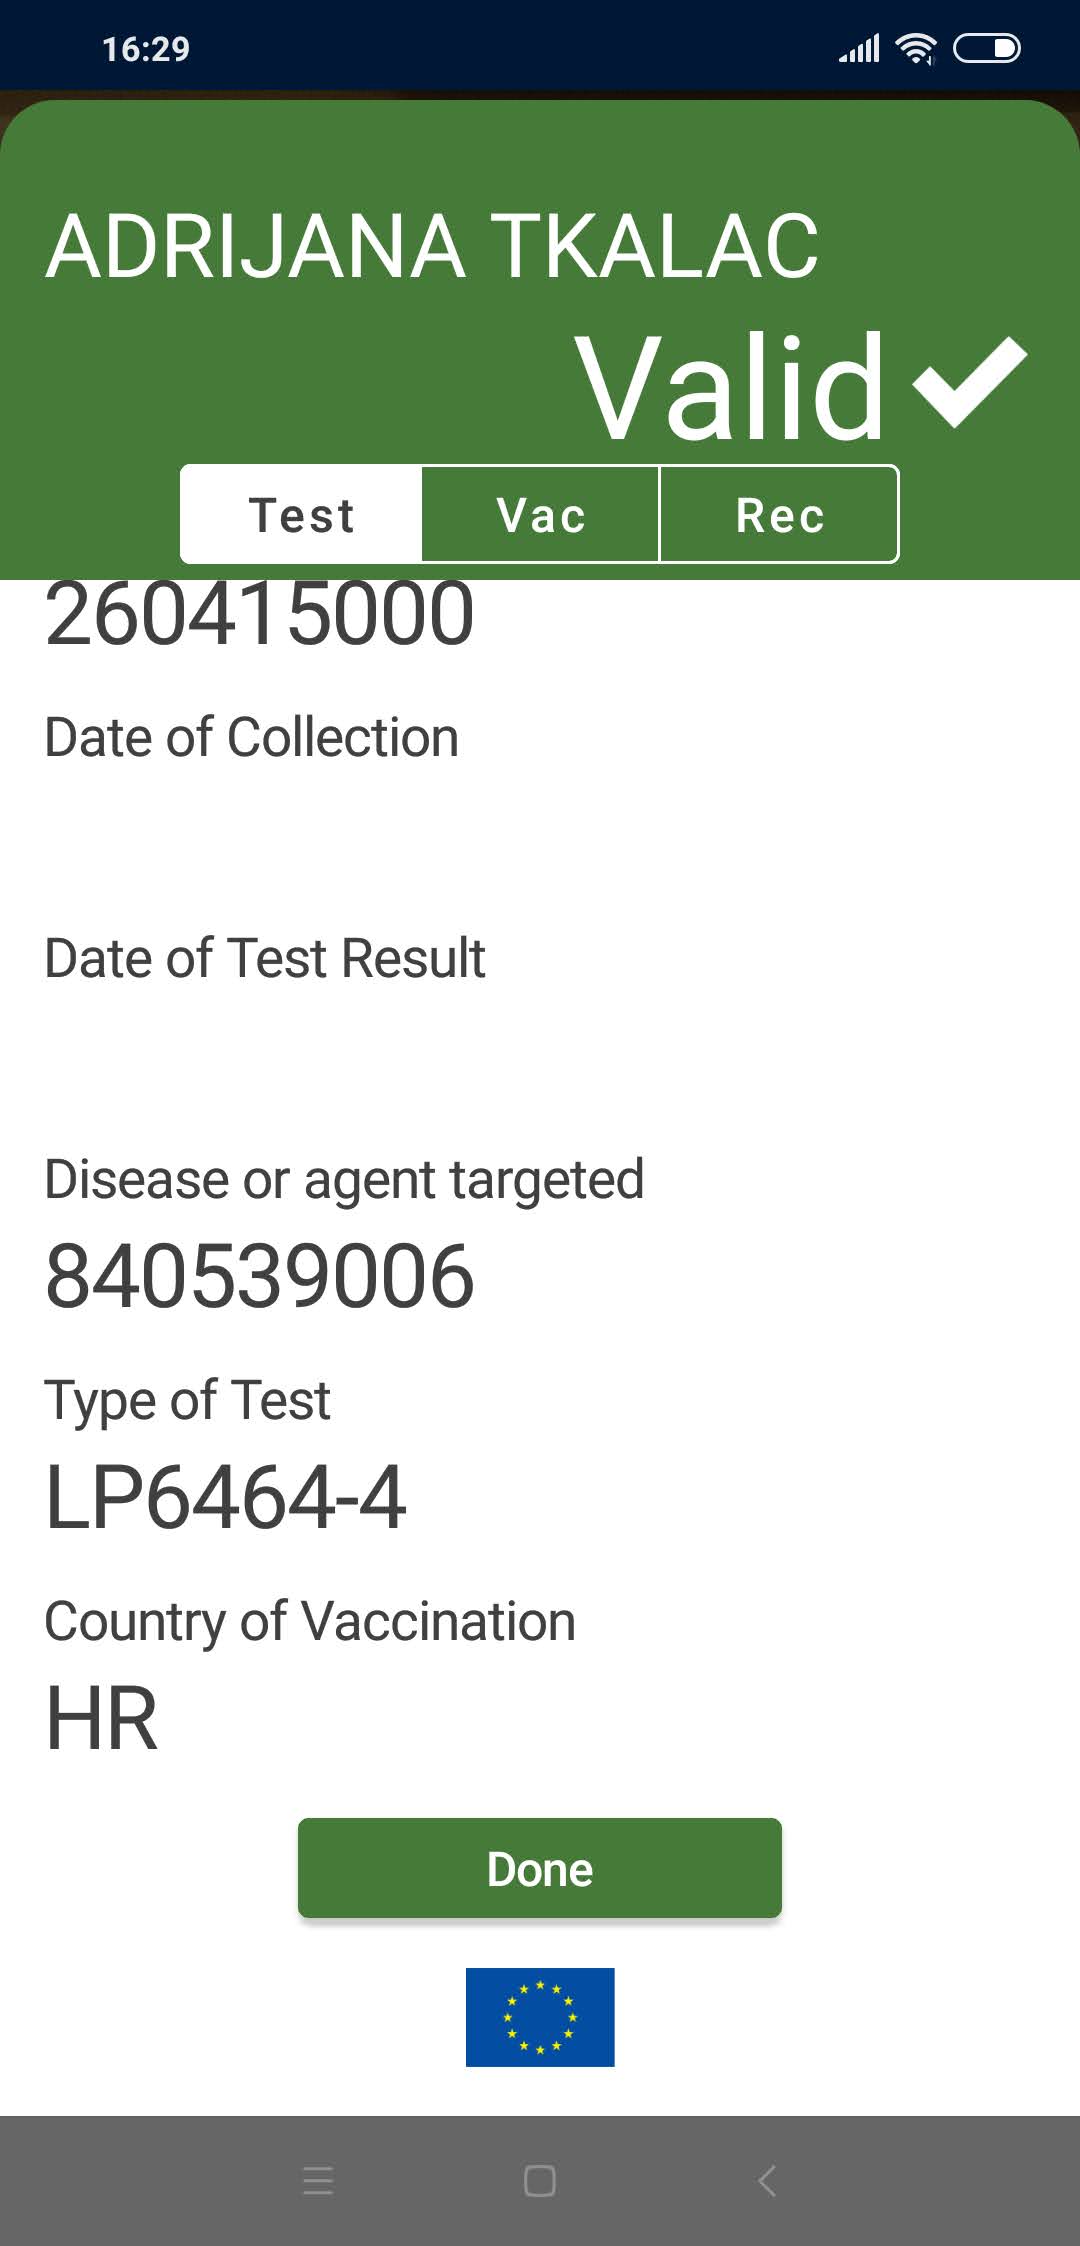 16:29
ADRIJANA TKALAC
Valid
Test Vac Rec
260415000
Date of Collection
Date of Test Result
Disease or agent targeted
840539006
Type of Test
LP6464-4
Country of Vaccination
HR
Done